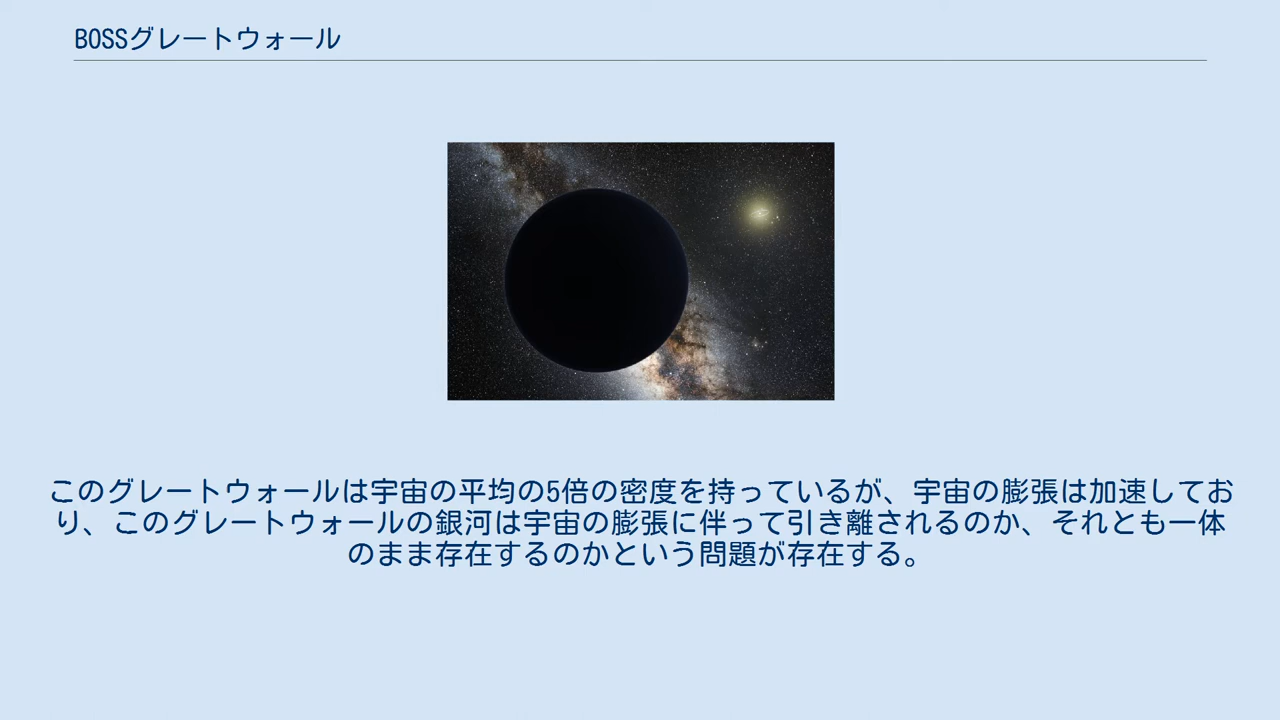 BOSSグレートウォール
このグレートウォールは宇宙の平均の5倍の密度を持っているが、宇宙の膨張は加速してお
り、このグレートウォールの銀河は宇宙の膨張に伴って引き離されるのか、それとも一体
のまま存在するのかという問題が存在する。